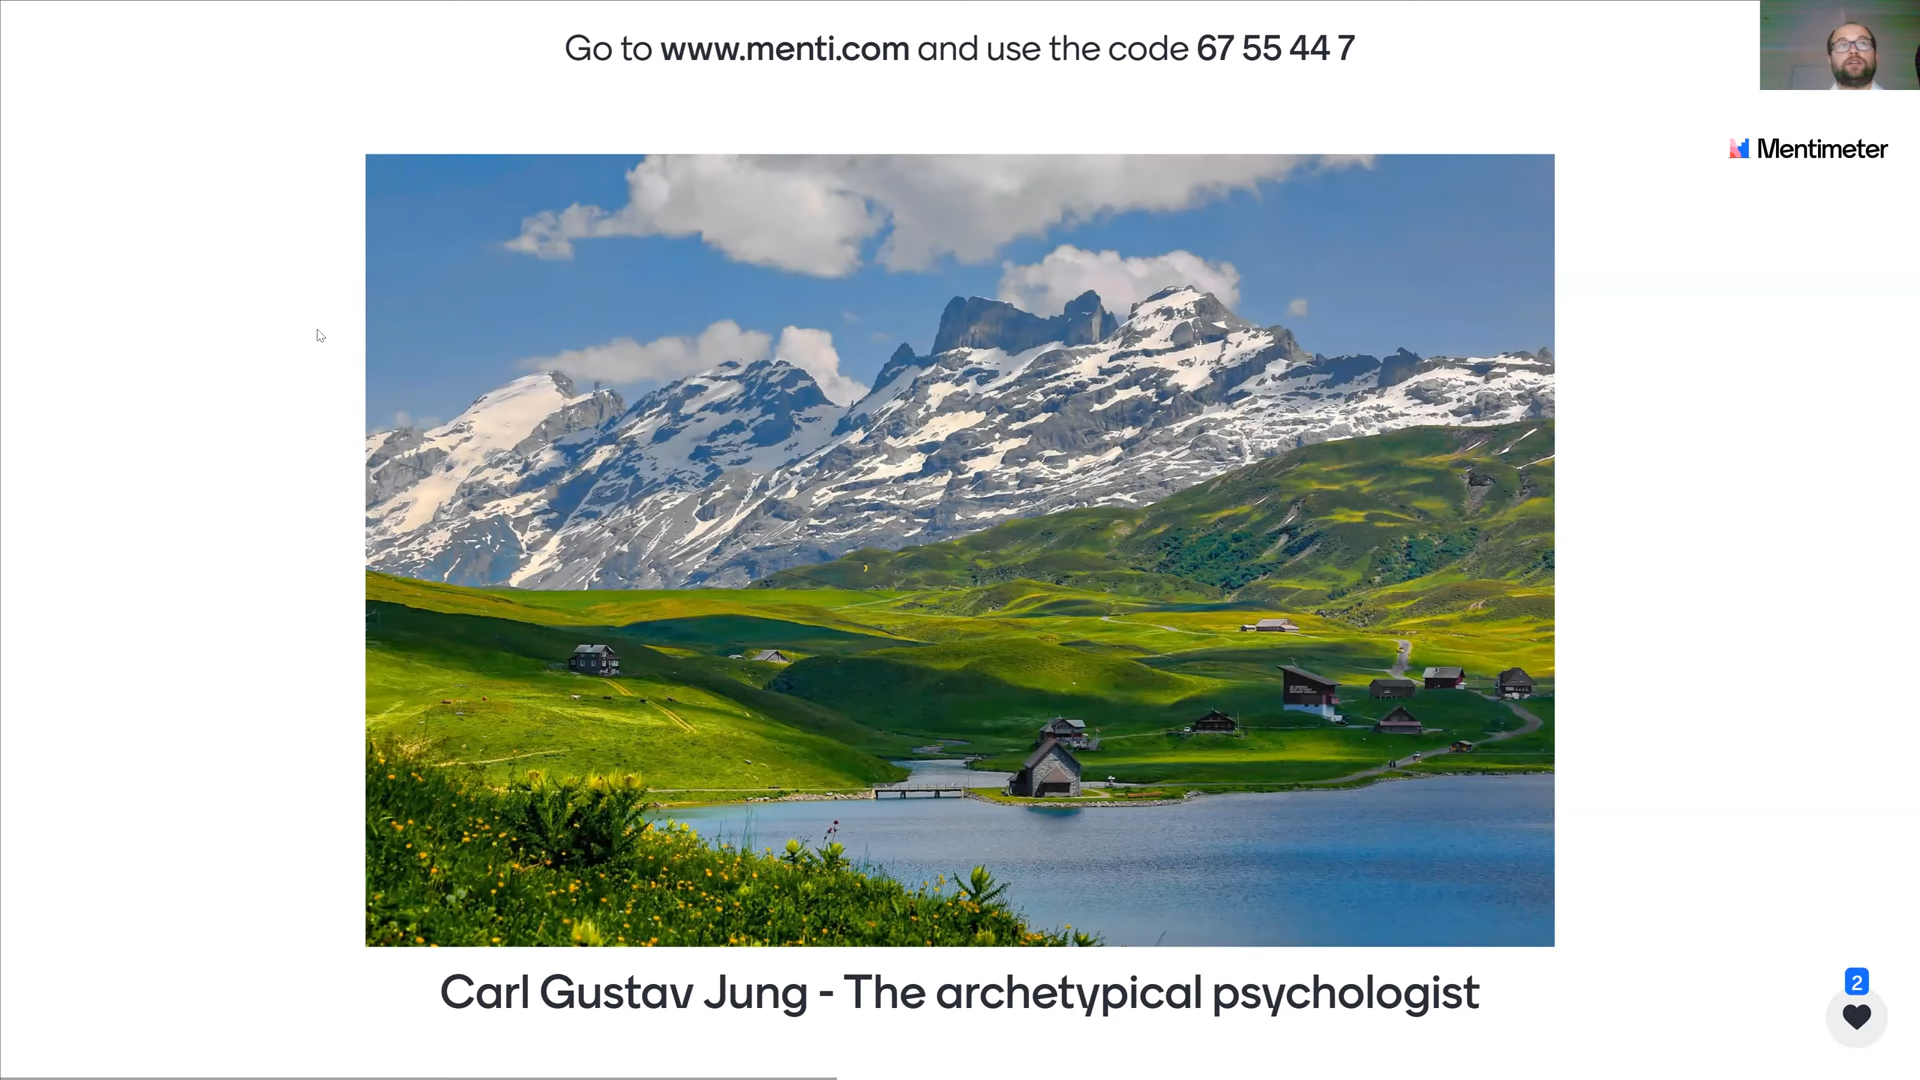 Go to www.menti.com and use the code 67 55 44 7
Mentimeter
Carl Gustav Jung - The archetypical psychologist
2